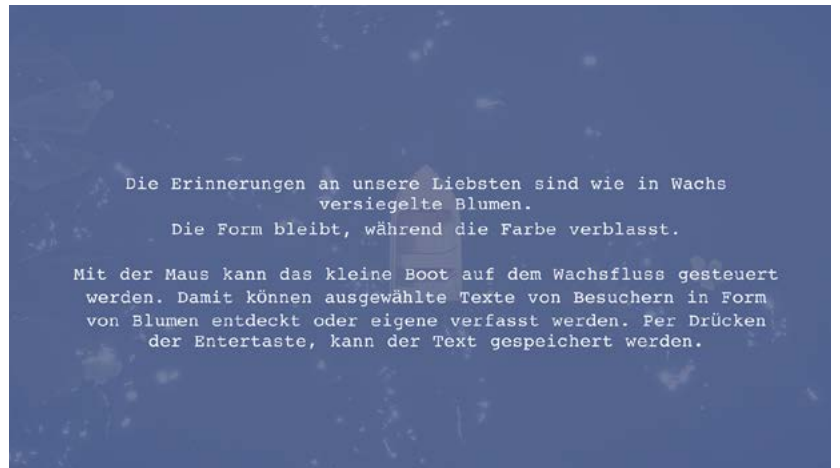 Die Erinnerungen an unsere Liebsten sind wie in Wachs
versiegelte Blumen.
Die Form bleibt, während die Farbe verblasst.
Mit der Maus kann das kleine Boot auf dem Wachsfluss gesteuert
werden. Damit können ausgewählte Texte von Besuchern in Form
von Blumen entdeckt oder eigene verfasst werden. Per Drücken
der Entertaste, kann der Text gespeichert werden.